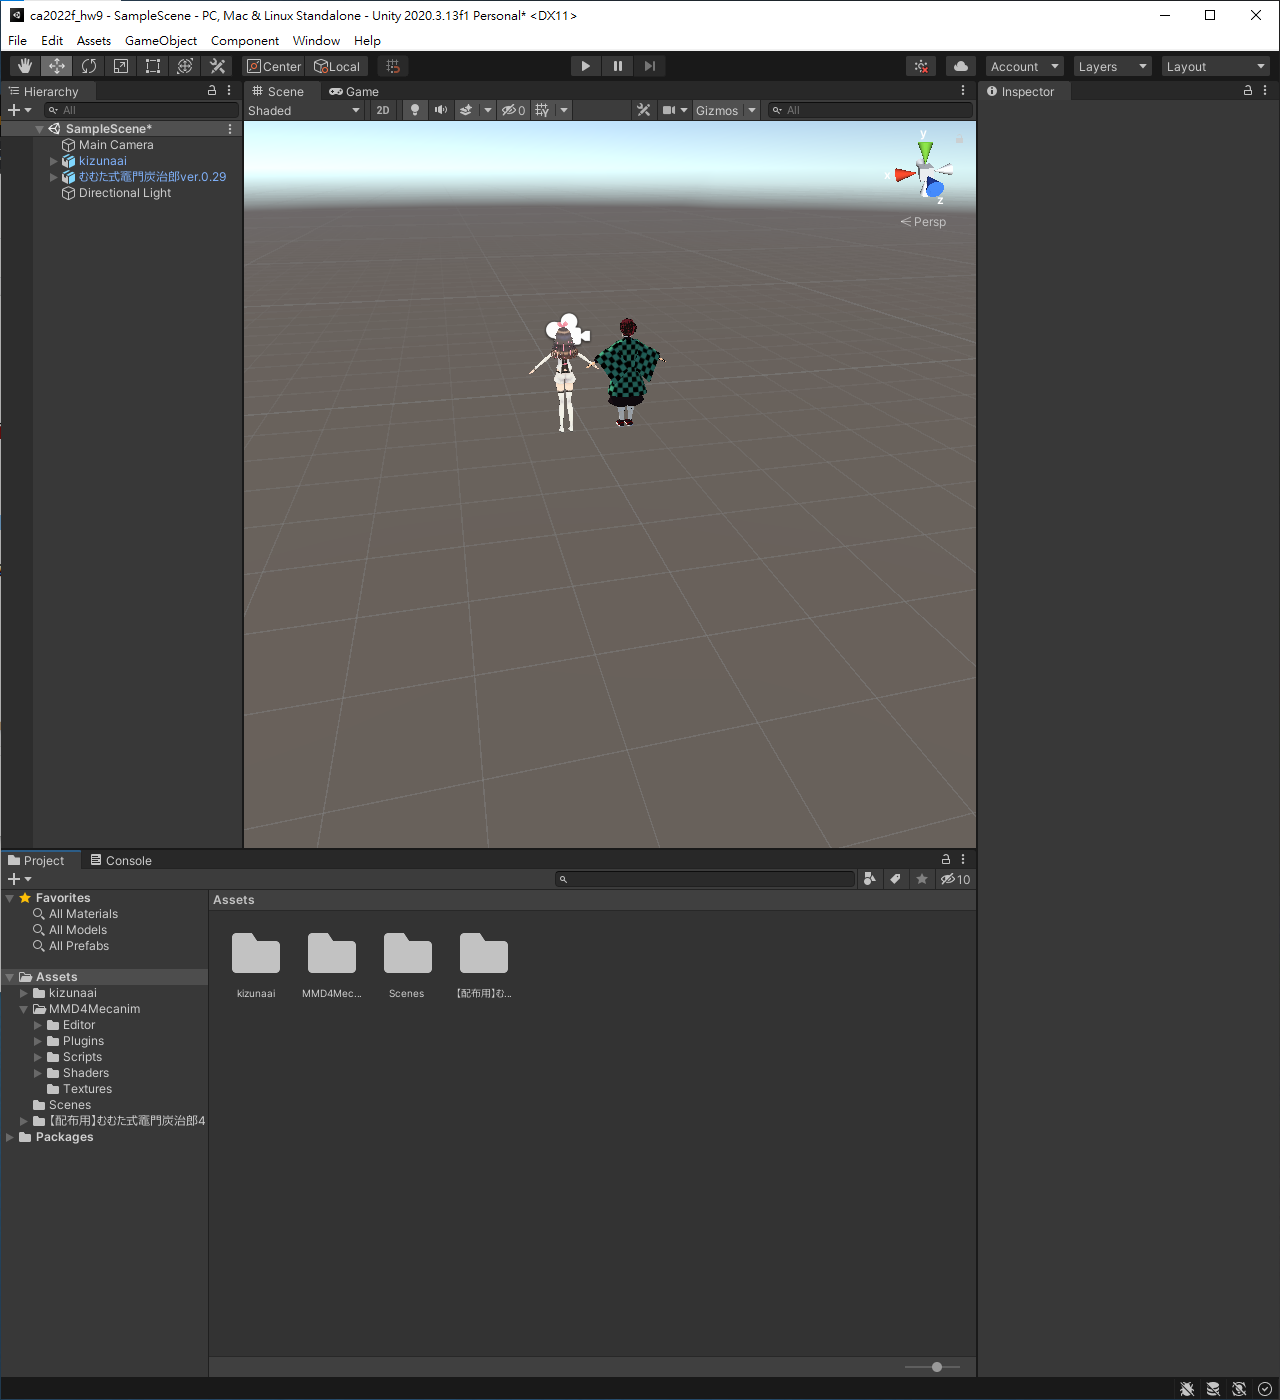 ca2022f_hw9 - SampleScene - PC, Mac & Linux Standalone - Unity 2020.3.13f1 Personal* <DX11>
File Edit Assets GameObject Component Window Help
Center Local Account Layers Layout
Hierarchy
All
SampleScene*
Main Camera
kizunaai
むむた式竈門炭治郎ver.0.29
Directional Light
Scene Game
Shaded 2D 0 Gizmos All
y
x
z
Persp
Inspector
Project Console
10
Favorites
All Materials
All Models
All Prefabs
Assets
kizunaai
MMD4Mecanim
Editor
Plugins
Scripts
Shaders
Textures
Scenes
【配布用】むむた式竈門炭治郎4
Packages
Assets
kizunaai MMD4Mec... Scenes 【配布用】む...